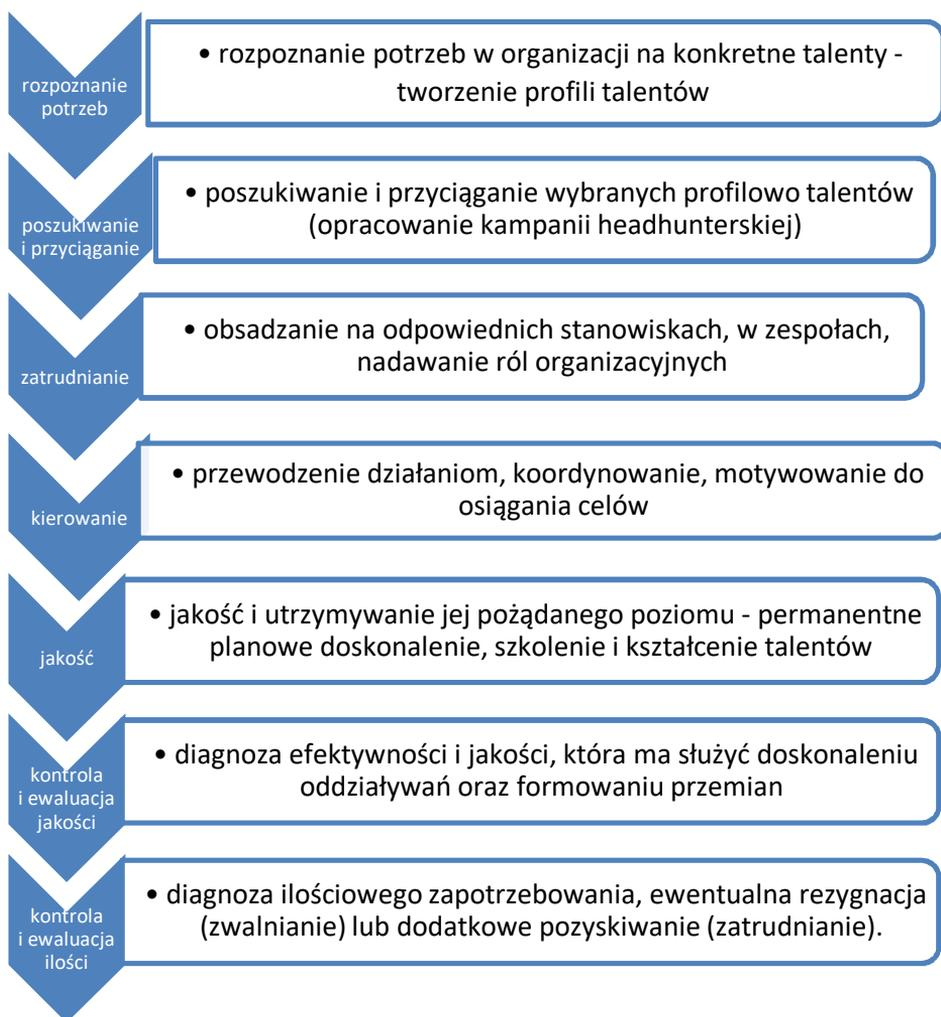 rozpoznanie
potrzeb
• rozpoznanie potrzeb w organizacji na konkretne talenty -
tworzenie profili talentów
poszukiwanie
i przyciąganie
• poszukiwanie i przyciąganie wybranych profilowo talentów
(opracowanie kampanii headhunterskiej)
zatrudnianie
• obsadzanie na odpowiednich stanowiskach, w zespołach,
nadawanie ról organizacyjnych
kierowanie
• przewodzenie działaniom, koordynowanie, motywowanie do
osiągania celów
jakość
• jakość i utrzymywanie jej pożądanego poziomu - permanentne
planowe doskonalenie, szkolenie i kształcenie talentów
kontrola
i ewaluacja
jakości
• diagnoza efektywności i jakości, która ma służyć doskonaleniu
oddziaływań oraz formowaniu przemian
kontrola
i ewaluacja
ilości
• diagnoza ilościowego zapotrzebowania, ewentualna rezygnacja
(zwalnianie) lub dodatkowe pozyskiwanie (zatrudnianie).